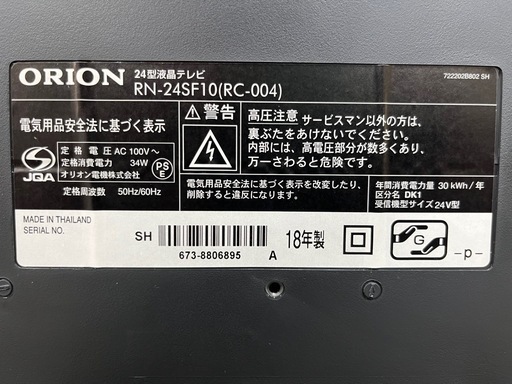 ORION
24型液晶テレビ
RN-24SF10(RC-004)
722202B802 SH
電気用品安全法に基づく表示
JQA
定格電圧 AC 100V～
定格消費電力 34W
オリオン電機株式会社
PS
E
定格周波数 50Hz/60Hz
警告
高圧注意 サービスマン以外の方は、
裏ぶたをあけないでください。
内部には、高電圧部分が数多くあり、
万一さわると危険です。
電気用品安全法に基づく表示を改変したり、
削除すると違反になります。
年間消費電力量 30 kWh/年
区分名 DK1
受信機型サイズ 24V型
MADE IN THAILAND
SERIAL NO.
SH
673-8806895 A
18年製
G
-p-